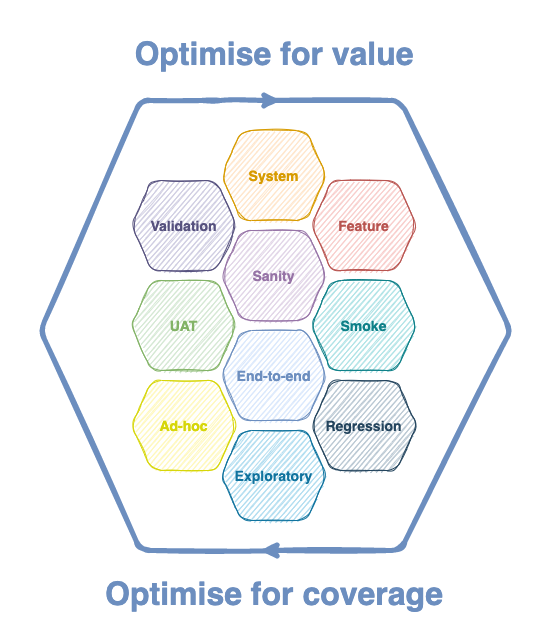 Optimise for value
System
Validation
Feature
Sanity
UAT
Smoke
End-to-end
Ad-hoc
Regression
Exploratory
Optimise for coverage